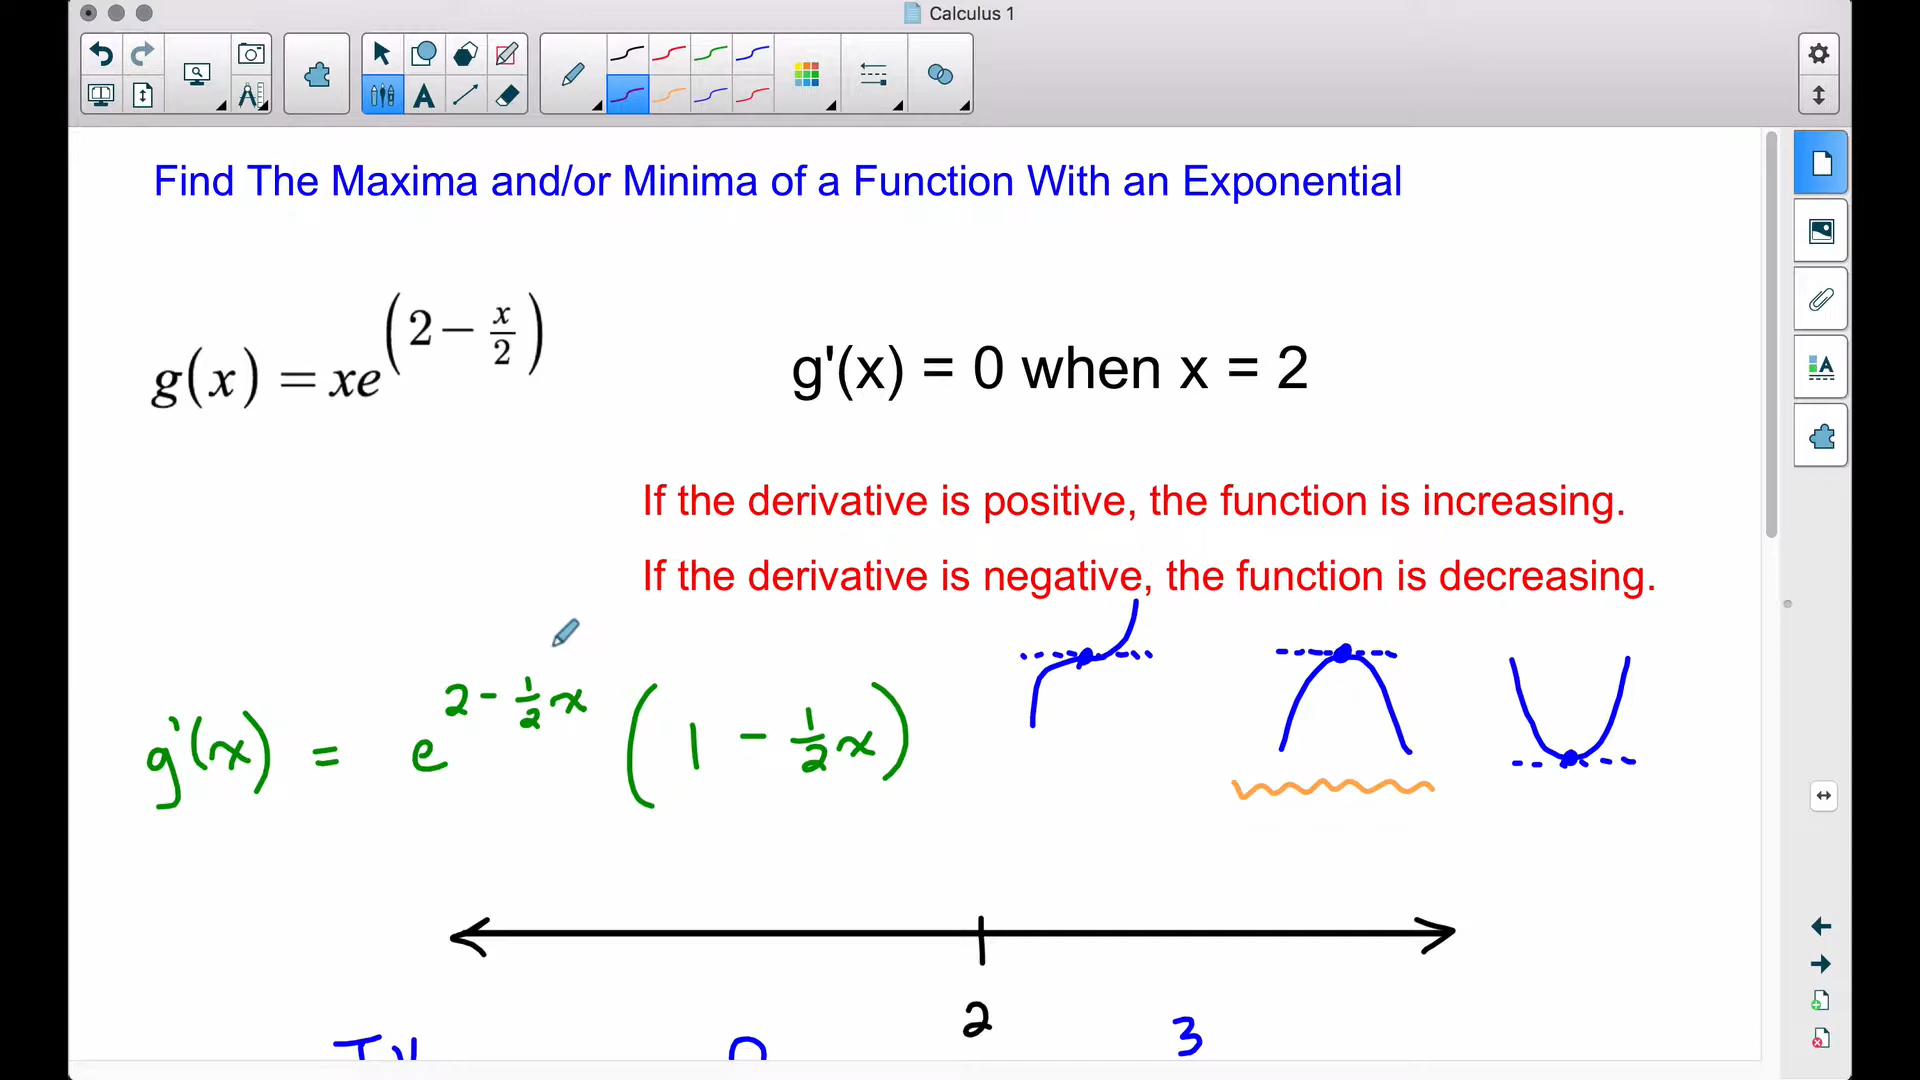 Calculus 1
Find The Maxima and/or Minima of a Function With an Exponential
g(x) = xe^(2 − x/2)
g'(x) = 0 when x = 2
If the derivative is positive, the function is increasing.
If the derivative is negative, the function is decreasing.
g'(x) = e^(2 - 1/2 x) (1 - 1/2 x)
2
3